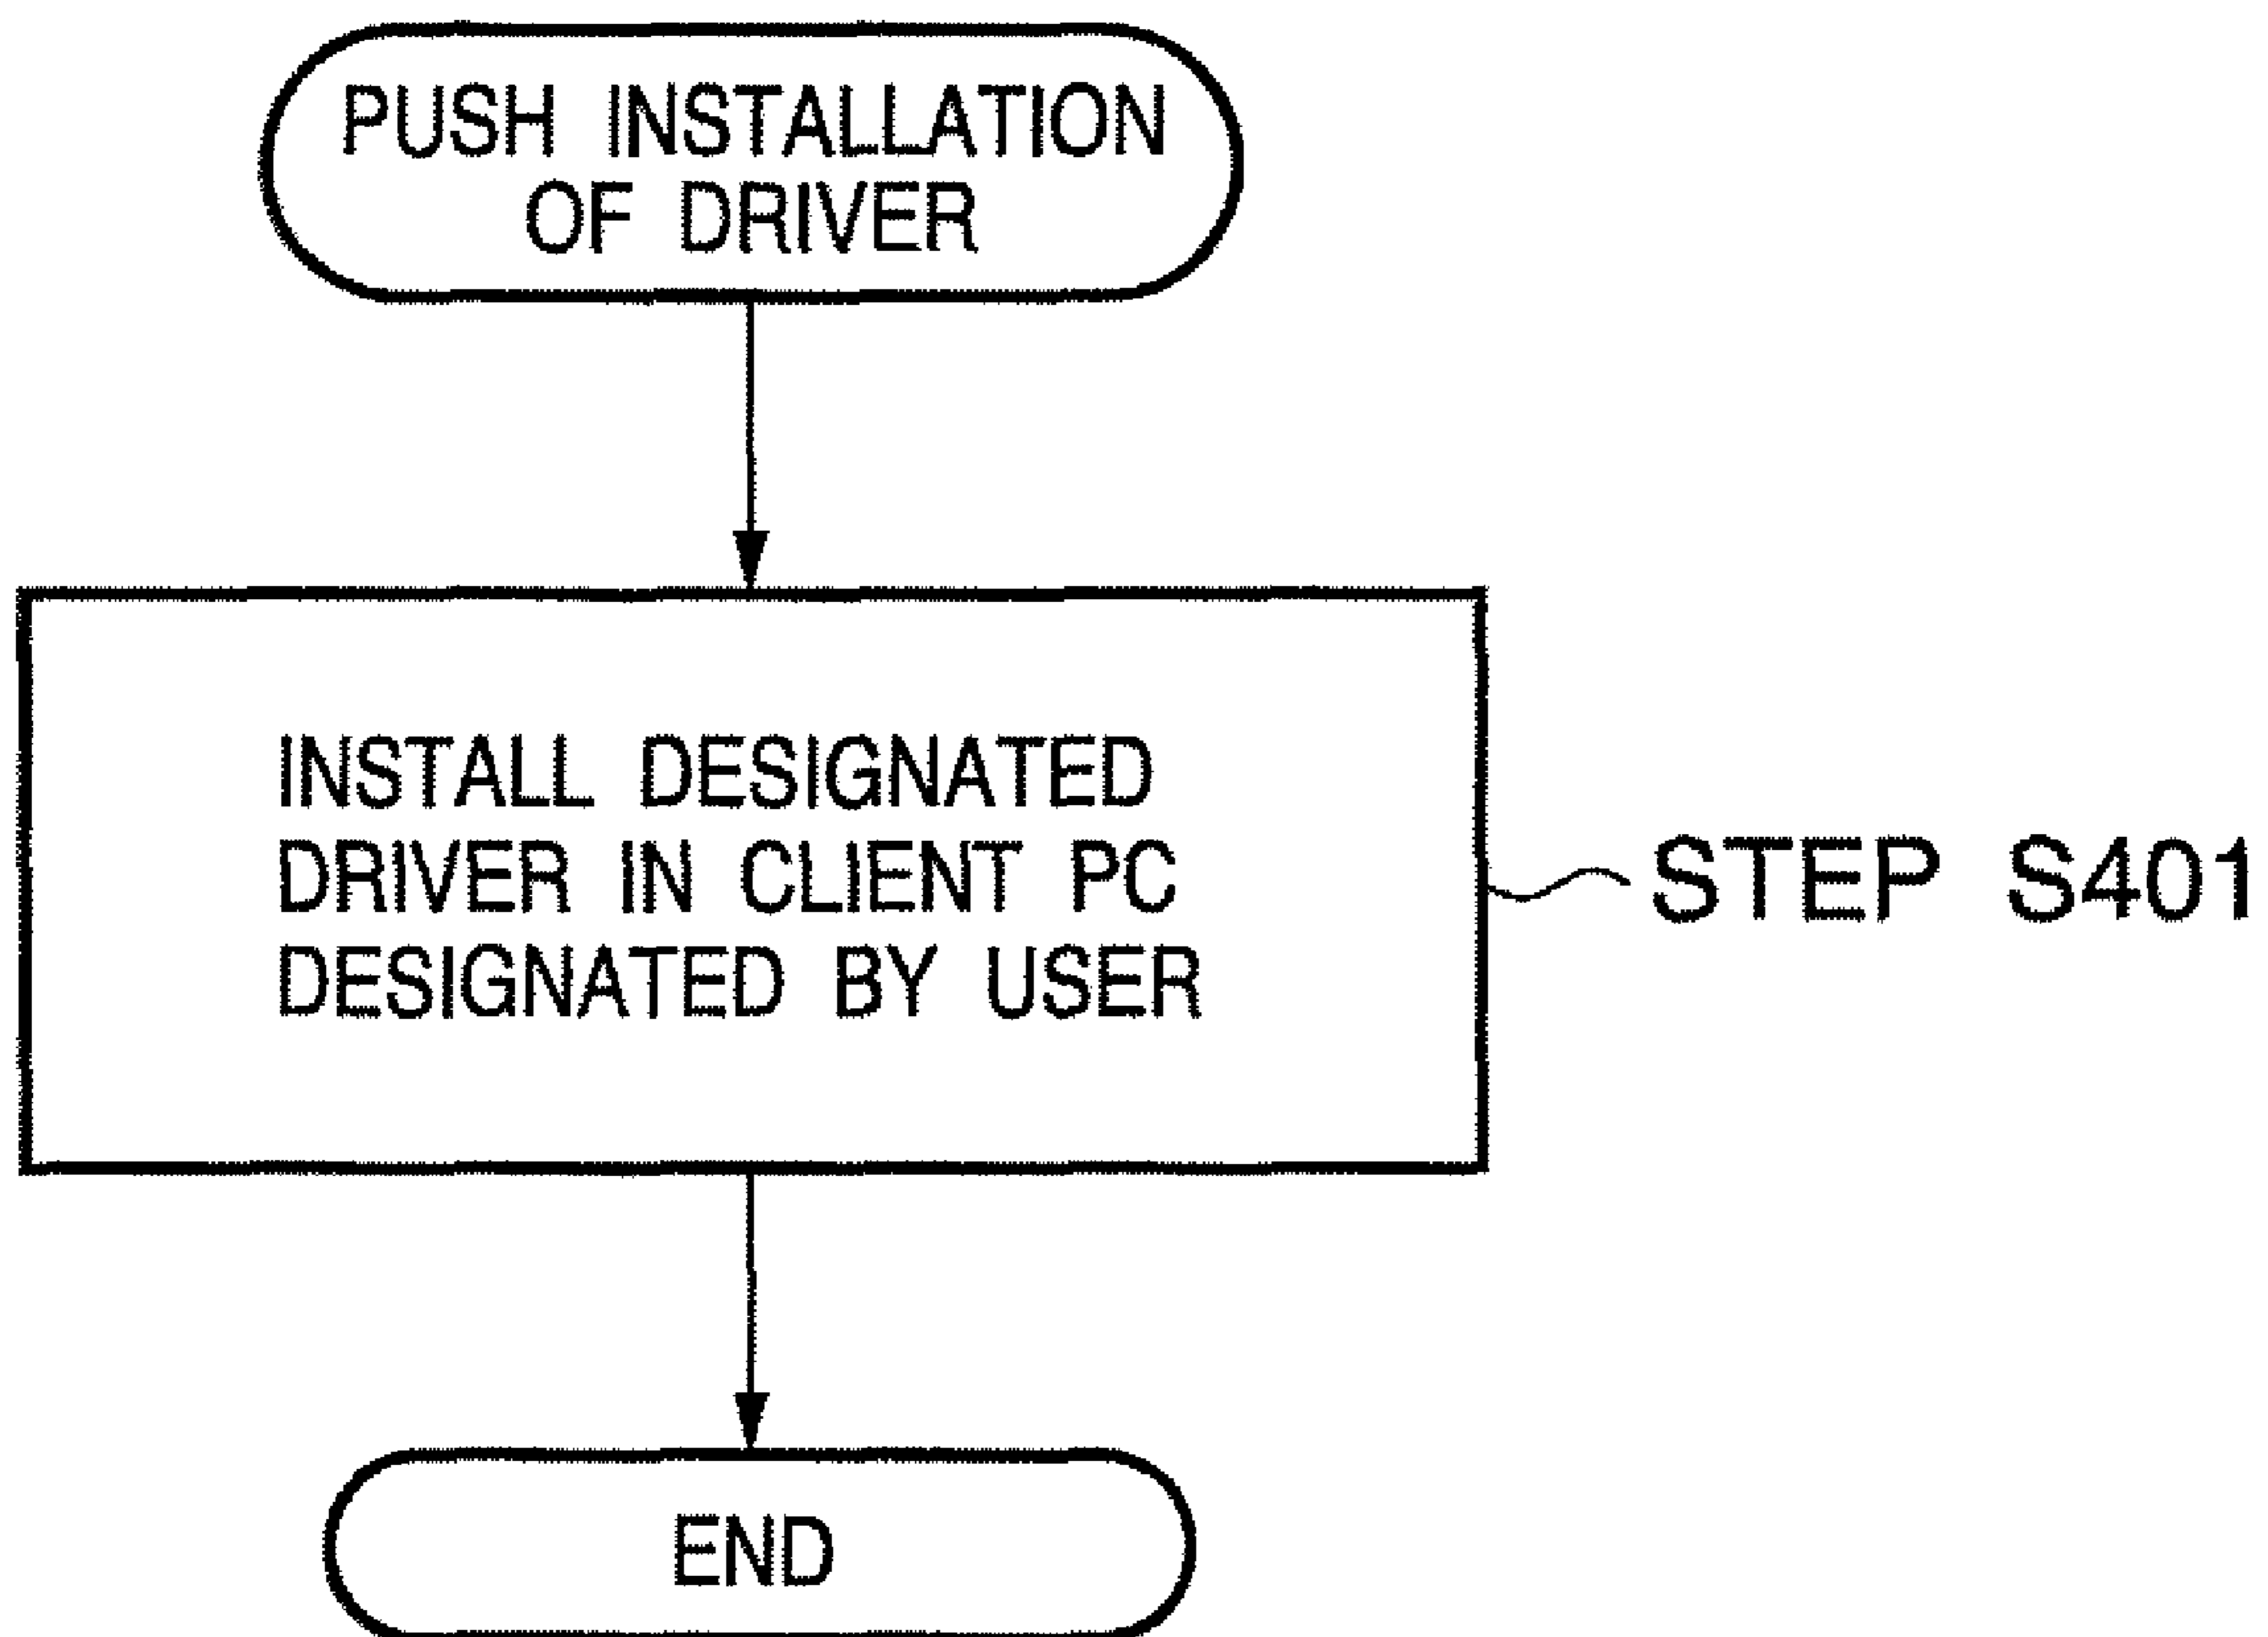 PUSH INSTALLATION
OF DRIVER
INSTALL DESIGNATED
DRIVER IN CLIENT PC
DESIGNATED BY USER
STEP S401
END